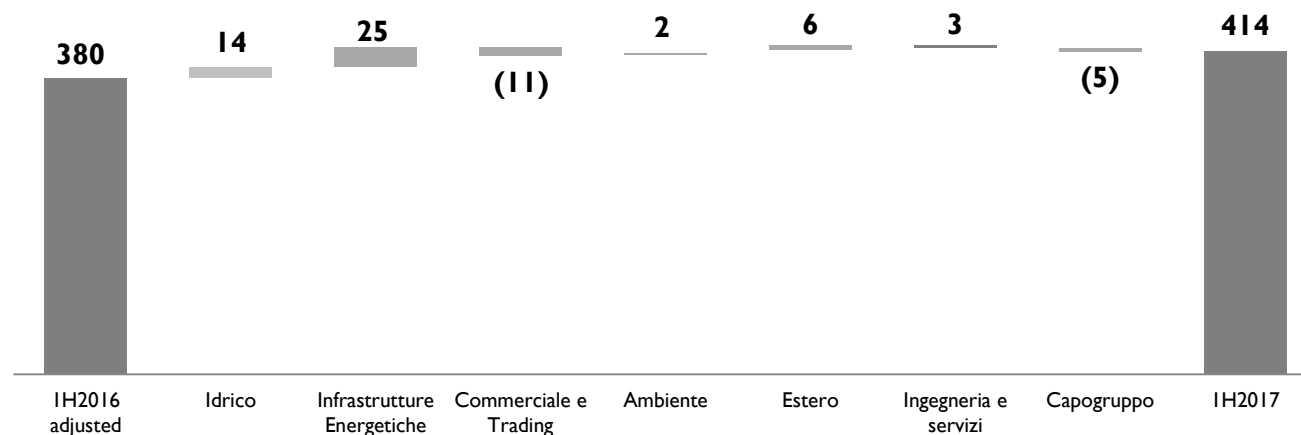 380
14
25
(11)
2
6
3
(5)
414
1H2016
adjusted
Idrico
Infrastrutture
Energetiche
Commerciale e
Trading
Ambiente
Estero
Ingegneria e
servizi
Capogruppo
1H2017